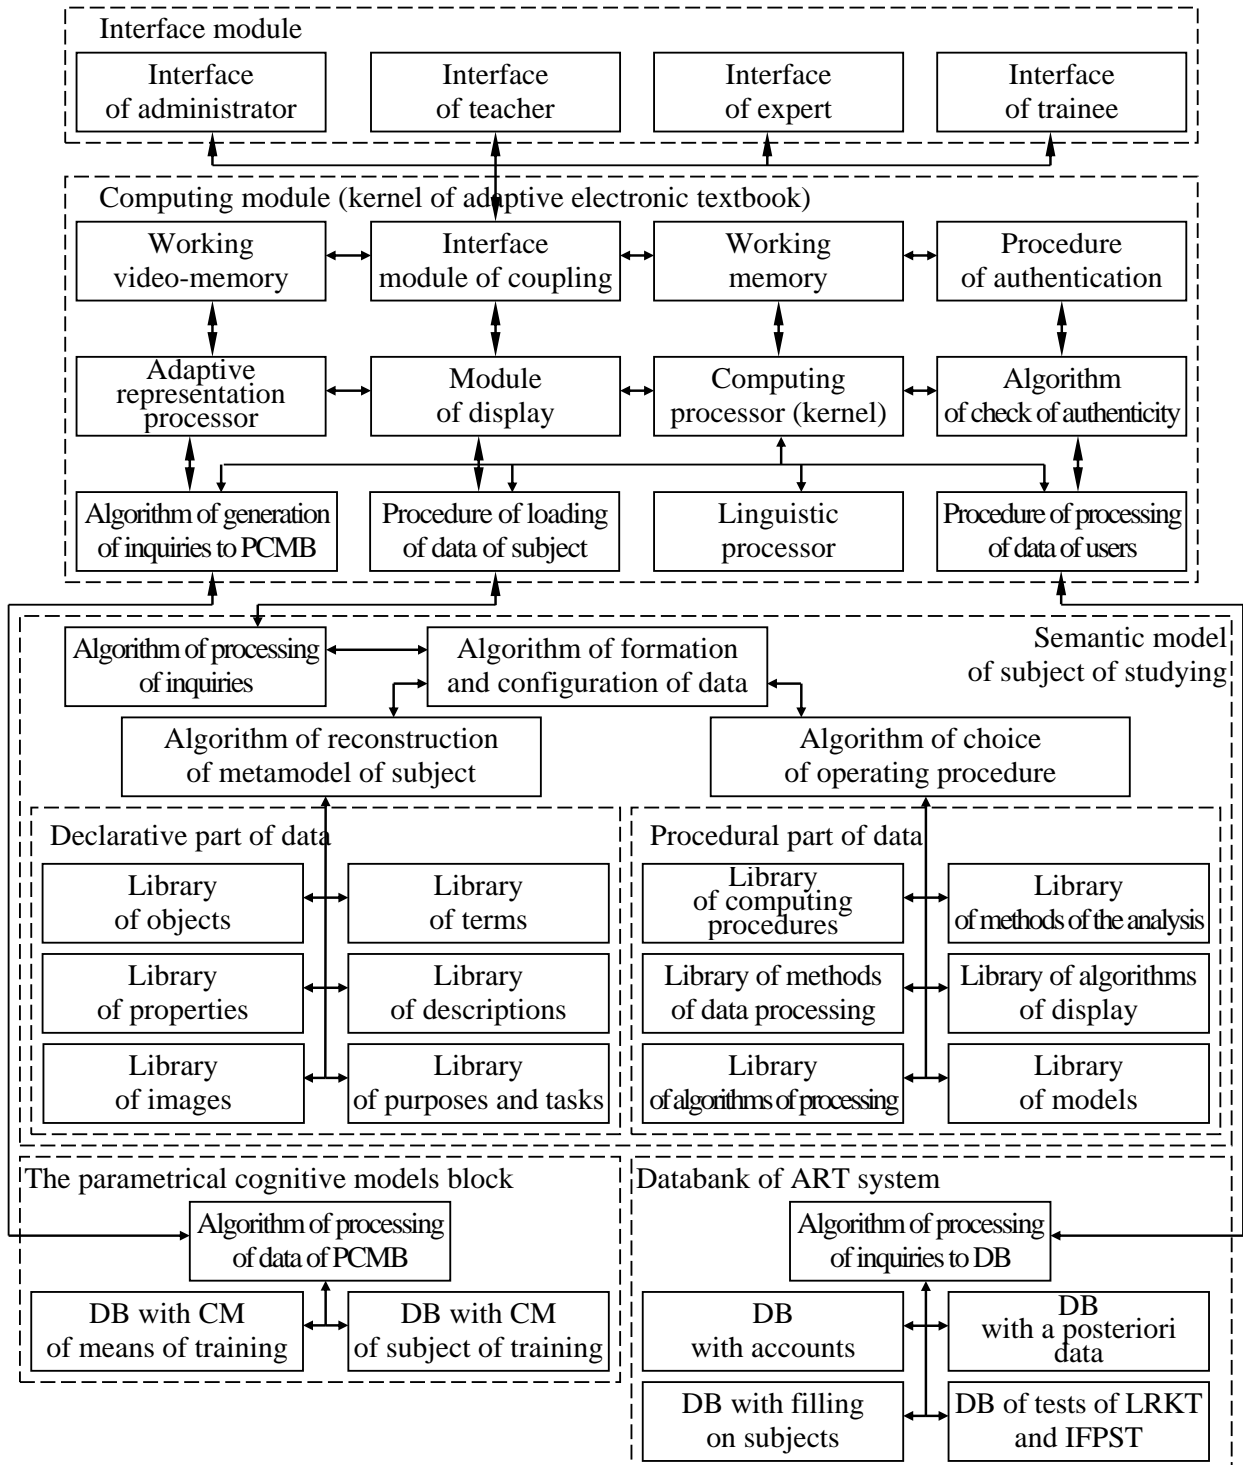 Interface module
Interface
of administrator
Interface
of teacher
Interface
of expert
Interface
of trainee
Computing module (kernel of adaptive electronic textbook)
Working
video-memory
Interface
module of coupling
Working
memory
Procedure
of authentication
Adaptive
representation
processor
Module
of display
Computing
processor (kernel)
Algorithm
of check of authenticity
Algorithm of generation
of inquiries to PCMB
Procedure of loading
of data of subject
Linguistic
processor
Procedure of processing
of data of users
Semantic model
of subject of studying
Algorithm of processing
of inquiries
Algorithm of formation
and configuration of data
Algorithm of reconstruction
of metamodel of subject
Algorithm of choice
of operating procedure
Declarative part of data
Library
of objects
Library
of terms
Library
of properties
Library
of descriptions
Library
of images
Library
of purposes and tasks
Procedural part of data
Library
of computing
procedures
Library
of methods of the analysis
Library of methods
of data processing
Library of algorithms
of display
Library
of algorithms of processing
Library
of models
The parametrical cognitive models block
Algorithm of processing
of data of PCMB
DB with CM
of means of training
DB with CM
of subject of training
Databank of ART system
Algorithm of processing
of inquiries to DB
DB
with accounts
DB
with a posteriori
data
DB with filling
on subjects
DB of tests of LRKT
and IFPST